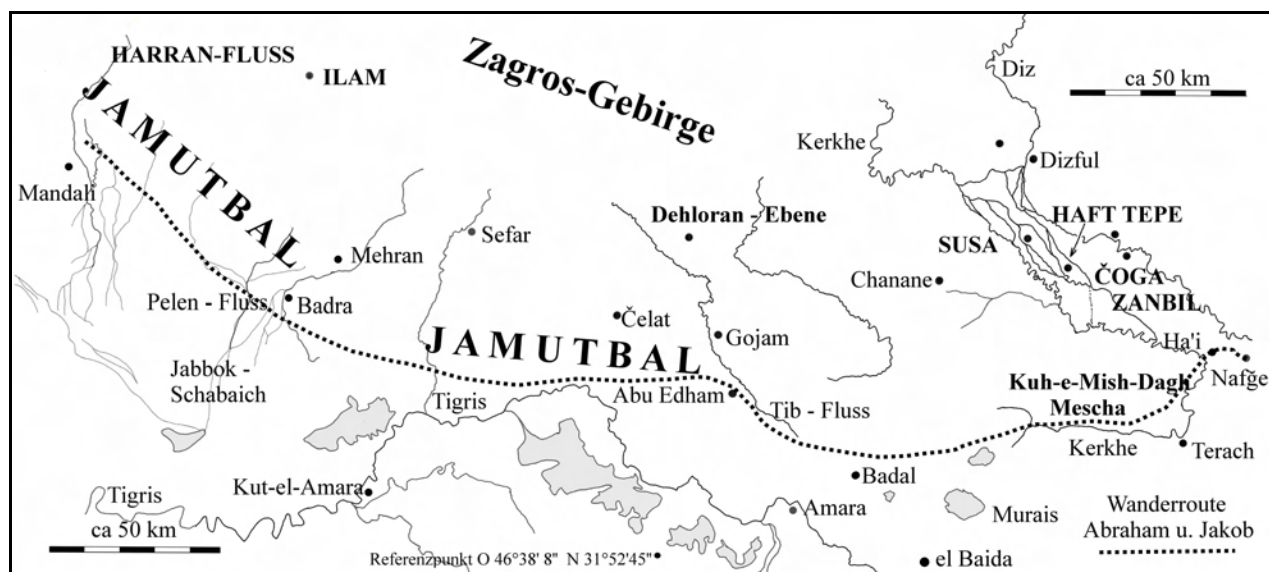 HARRAN-FLUSS
ILAM
Zagros-Gebirge
Diz
ca 50 km
JAMUTBAL
Kerkhe
Dizful
Mandali
Dehloran - Ebene
HAFT TEPE
Sefar
SUSA
Mehran
Chanane
ČOGA
ZANBIL
Pelen - Fluss
Badra
Čelat
JAMUTBAL
Gojam
Ha'i
Nafğe
Jabbok -
Schabaich
Kuh-e-Mish-Dagh
Mescha
Abu Edham
Tigris
Tib - Fluss
Kerkhe
Terach
Badal
Kut-el-Amara
Tigris
Amara
Murais
Wanderroute
Abraham u. Jakob
ca 50 km
Referenzpunkt O 46°38' 8" N 31°52'45"
el Baida